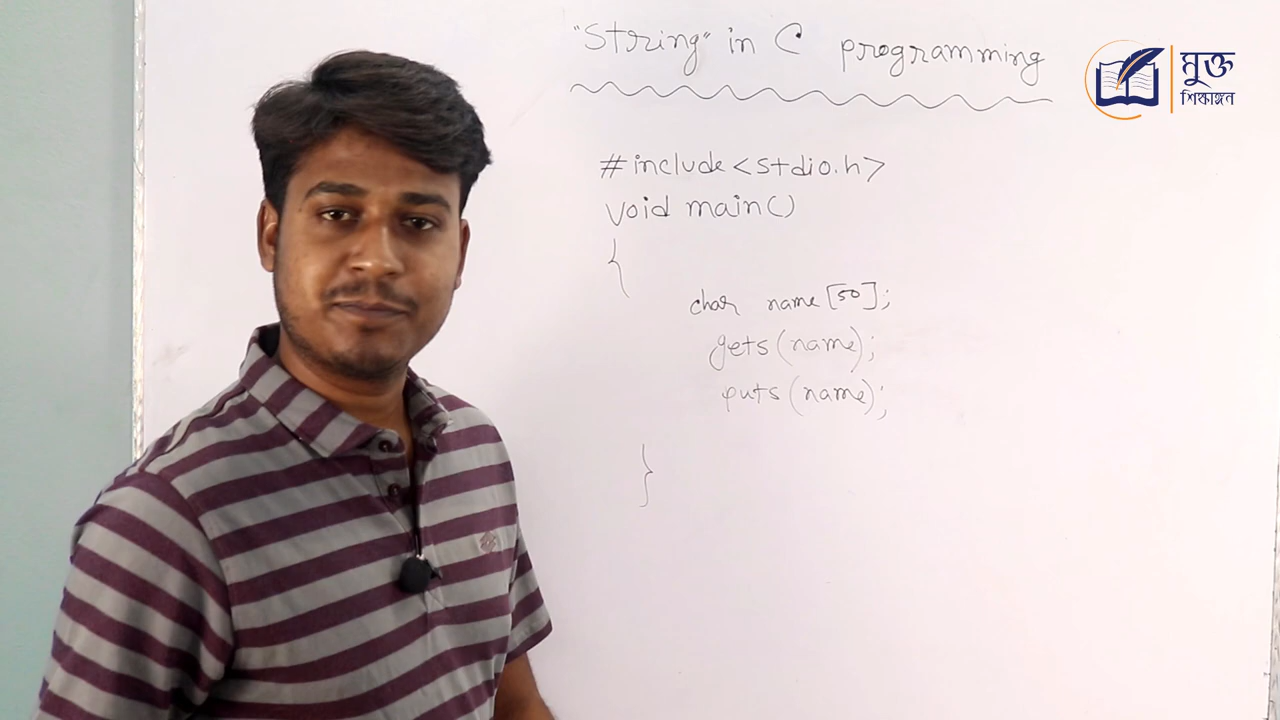 "String" in C programming
মুক্ত
শিক্ষাঙ্গন
#include<stdio.h>
void main()
{
char name[50];
gets(name);
puts(name);
}